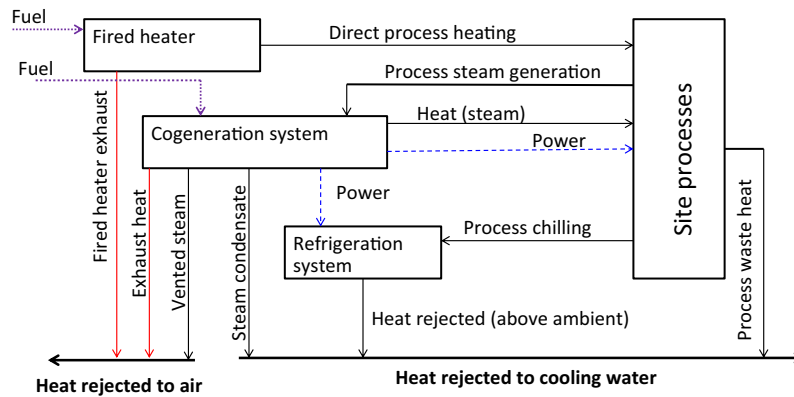 Fuel
Fired heater
Direct process heating
Fuel
Process steam generation
Cogeneration system
Heat (steam)
Power
Site processes
Power
Refrigeration
system
Process chilling
Fired heater exhaust
Exhaust heat
Vented steam
Steam condensate
Heat rejected (above ambient)
Process waste heat
Heat rejected to air
Heat rejected to cooling water